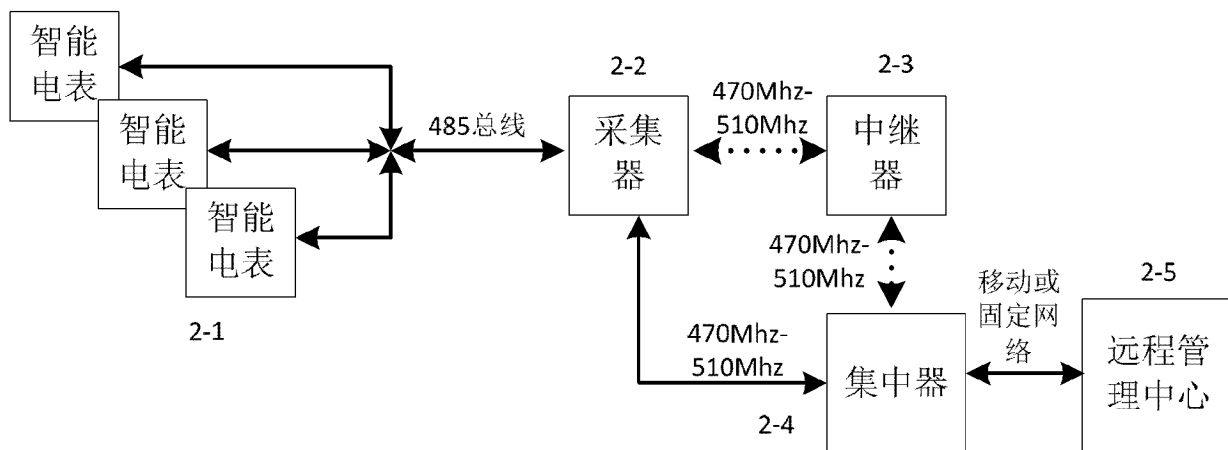 智能
电表
智能
电表
智能
电表
2-1
485总线
2-2
采集
器
470Mhz-
510Mhz
2-3
中继
器
470Mhz-
510Mhz
470Mhz-
510Mhz
2-4
集中器
移动或
固定网
络
2-5
远程管
理中心